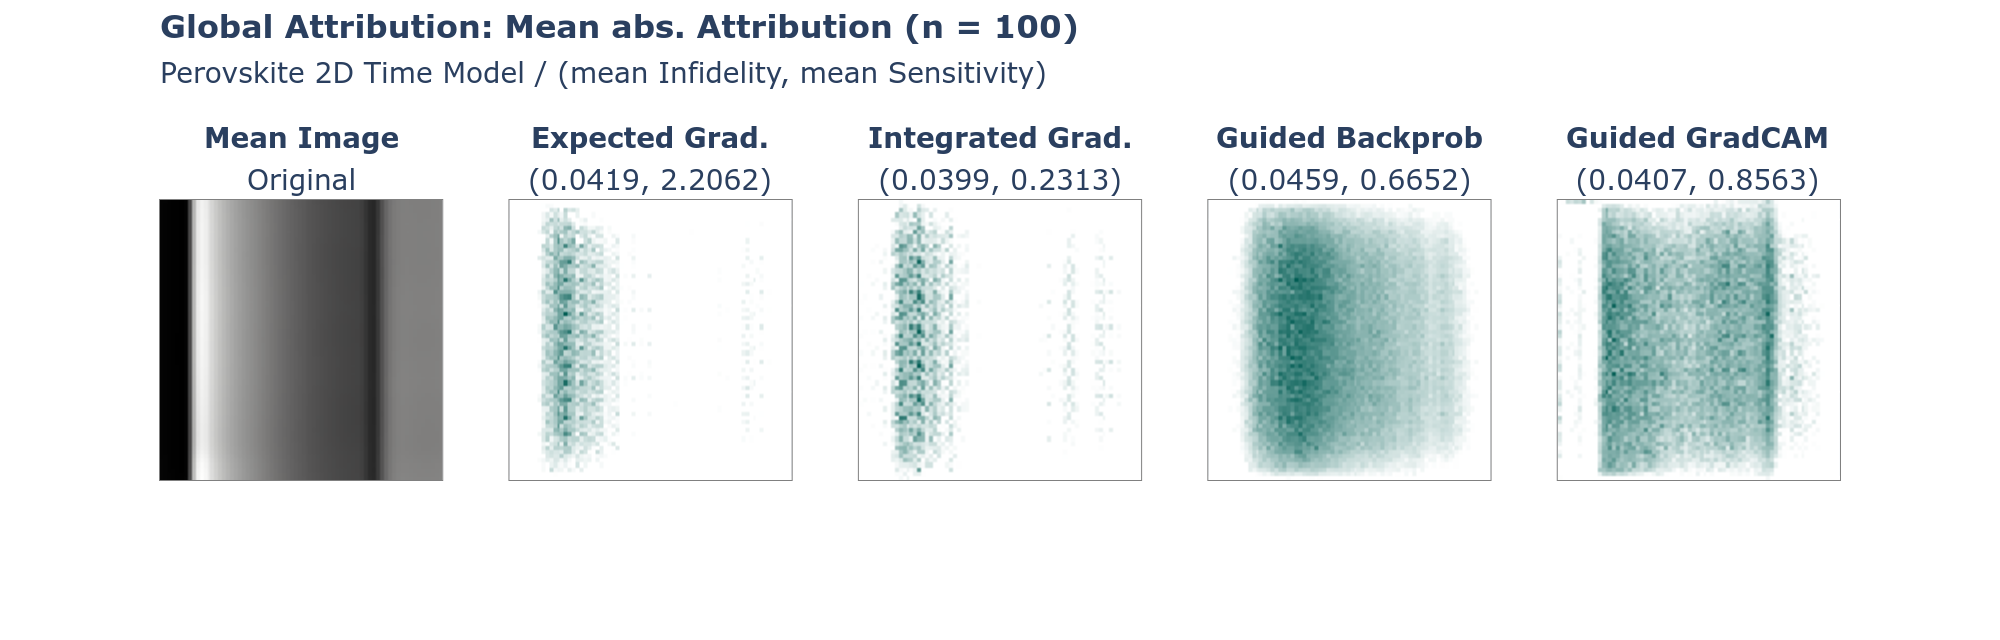 Global Attribution: Mean abs. Attribution (n = 100)
Perovskite 2D Time Model / (mean Infidelity, mean Sensitivity)
Mean Image Expected Grad. Integrated Grad. Guided Backprob Guided GradCAM
Original (0.0419, 2.2062) (0.0399, 0.2313) (0.0459, 0.6652) (0.0407, 0.8563)